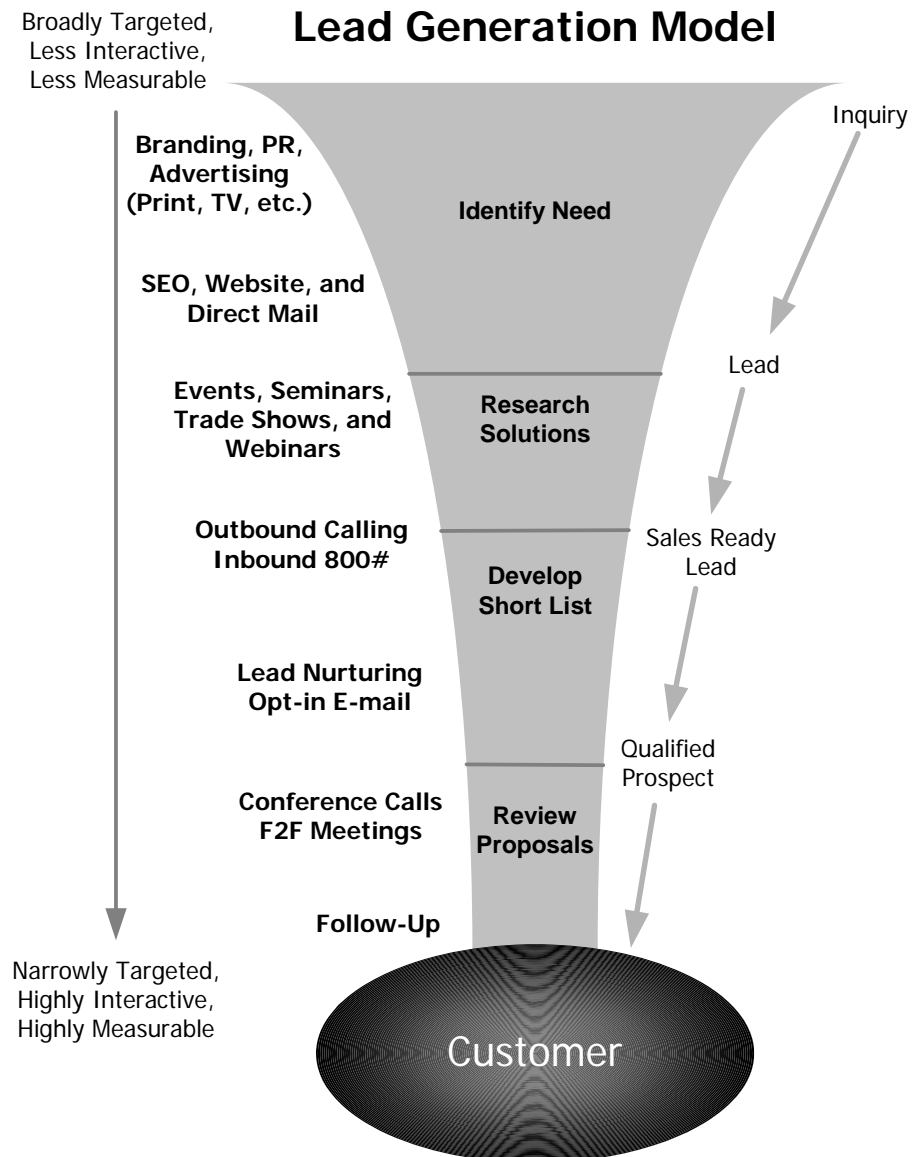 Lead Generation Model
Broadly Targeted,
Less Interactive,
Less Measurable
Inquiry
Branding, PR,
Advertising
(Print, TV, etc.)
Identify Need
SEO, Website, and
Direct Mail
Lead
Events, Seminars,
Trade Shows, and
Webinars
Research
Solutions
Outbound Calling
Inbound 800#
Sales Ready
Lead
Develop
Short List
Lead Nurturing
Opt-in E-mail
Qualified
Prospect
Conference Calls
F2F Meetings
Review
Proposals
Follow-Up
Narrowly Targeted,
Highly Interactive,
Highly Measurable
Customer